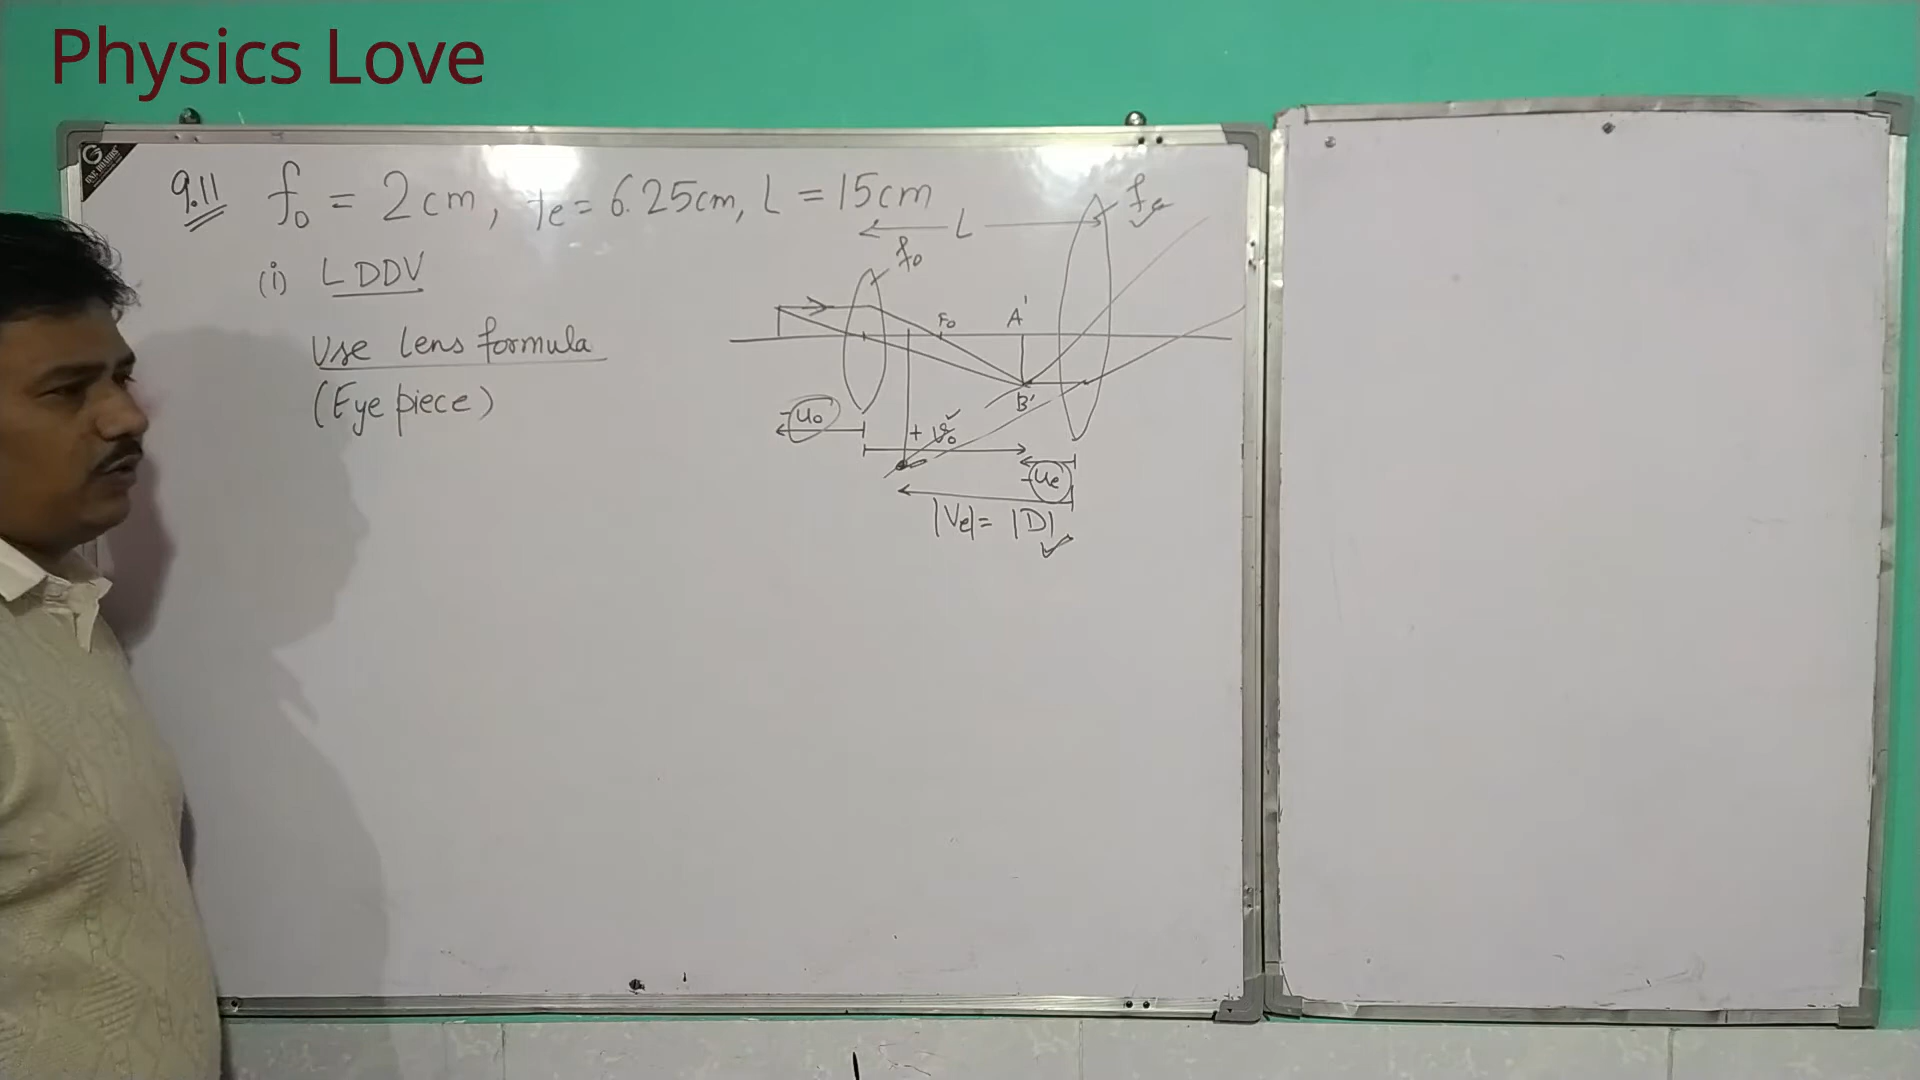 Physics Love
9.11 f₀ = 2cm, fe = 6.25cm, L = 15cm
L
fe
f₀
(i) LDDV
Use lens formula
(Eye piece)
F₀
A'
B'
-u₀
+ v₀
-ue
|Ve| = |D|